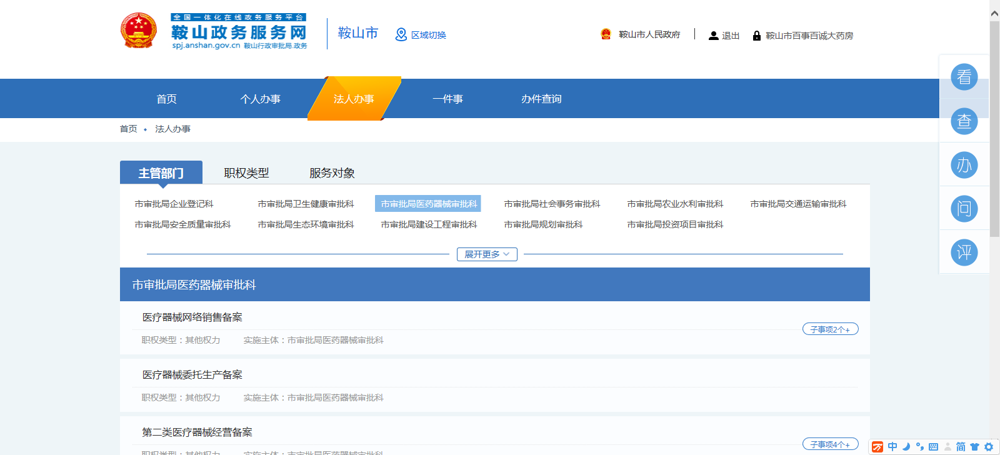 全国一体化在线政务服务平台
鞍山政务服务网
spj.anshan.gov.cn 鞍山行政审批局.政务
鞍山市
区域切换
鞍山市人民政府
退出
鞍山市百事百诚大药房
首页
个人办事
法人办事
一件事
办件查询
首页
法人办事
主管部门
职权类型
服务对象
市审批局企业登记科
市审批局卫生健康审批科
市审批局医药器械审批科
市审批局社会事务审批科
市审批局农业水利审批科
市审批局交通运输审批科
市审批局安全质量审批科
市审批局生态环境审批科
市审批局建设工程审批科
市审批局规划审批科
市审批局投资项目审批科
展开更多
市审批局医药器械审批科
医疗器械网络销售备案
子事项2个+
职权类型：其他权力
实施主体：市审批局医药器械审批科
医疗器械委托生产备案
职权类型：其他权力
实施主体：市审批局医药器械审批科
第二类医疗器械经营备案
子事项4个+
职权类型：其他权力
实施主体：市审批局医药器械审批科
看
查
办
问
评
中
简